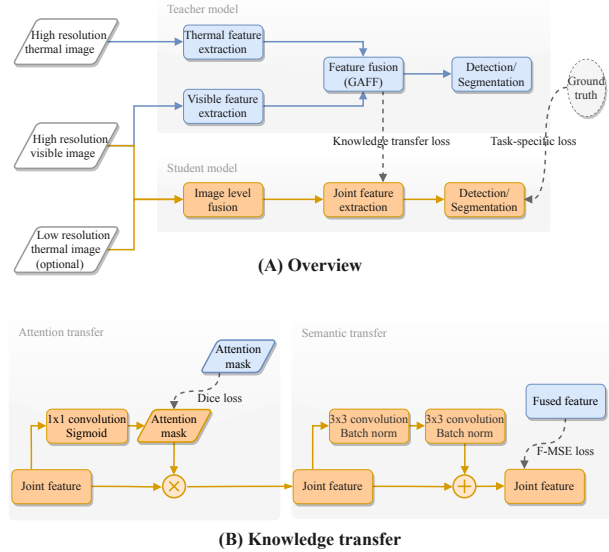 Teacher model
High resolution
thermal image
Thermal feature
extraction
Feature fusion
(GAFF)
Detection/
Segmentation
Ground
truth
Visible feature
extraction
High resolution
visible image
Knowledge transfer loss
Task-specific loss
Student model
Image level
fusion
Joint feature
extraction
Detection/
Segmentation
Low resolution
thermal image
(optional)
(A) Overview
Attention transfer
Semantic transfer
Attention
mask
Dice loss
Fused feature
1x1 convolution
Sigmoid
Attention
mask
3x3 convolution
Batch norm
3x3 convolution
Batch norm
F-MSE loss
Joint feature
×
Joint feature
+
Joint feature
(B) Knowledge transfer